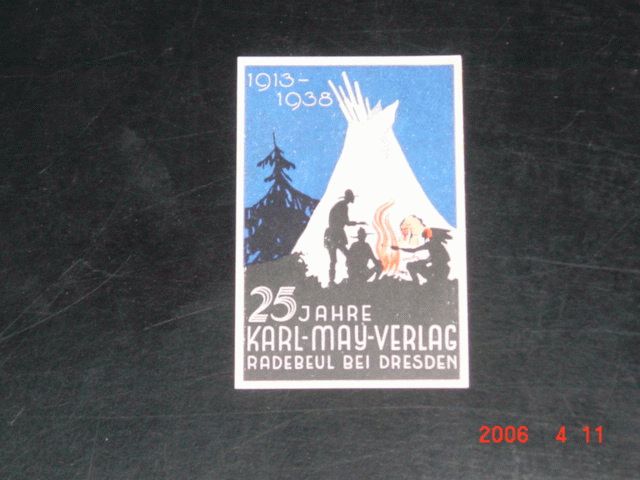 1913-
1938
25 JAHRE
KARL-MAY-VERLAG
RADEBEUL BEI DRESDEN
2006 4 11